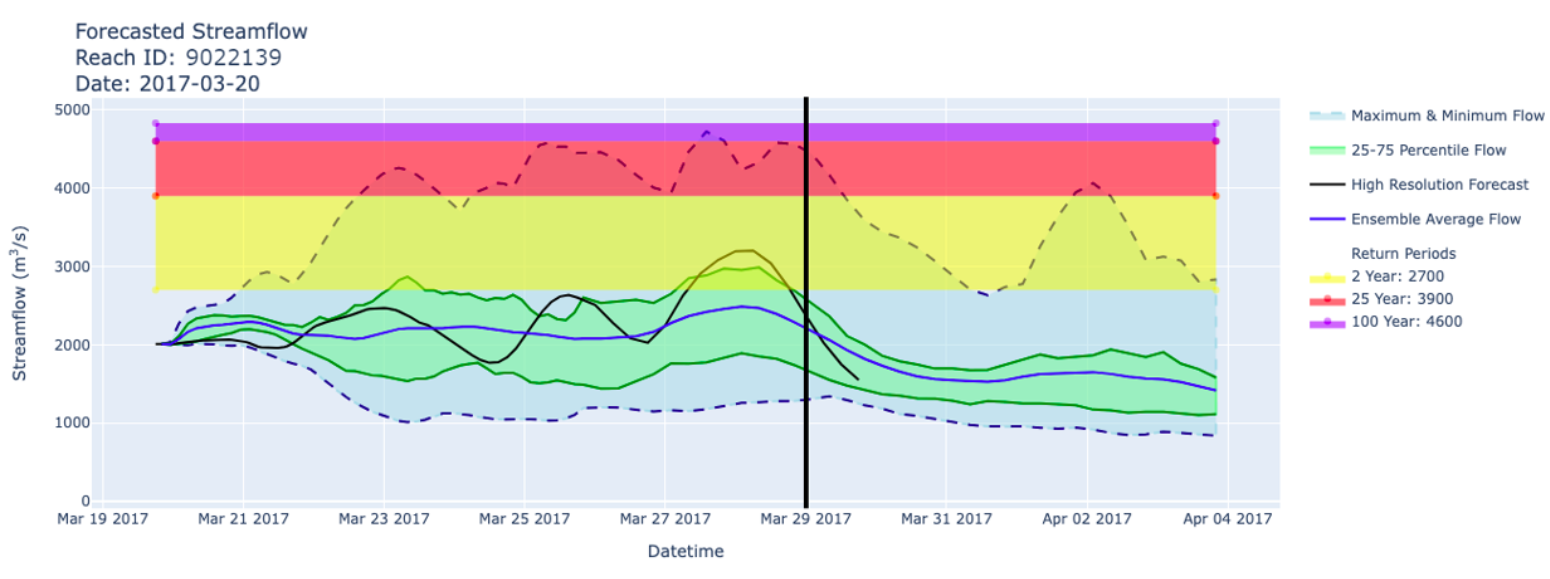 Forecasted Streamflow
Reach ID: 9022139
Date: 2017-03-20
Streamflow (m³/s)
5000
4000
3000
2000
1000
0
Mar 19 2017 Mar 21 2017 Mar 23 2017 Mar 25 2017 Mar 27 2017 Mar 29 2017 Mar 31 2017 Apr 02 2017 Apr 04 2017
Datetime
Maximum & Minimum Flow
25-75 Percentile Flow
High Resolution Forecast
Ensemble Average Flow
Return Periods
2 Year: 2700
25 Year: 3900
100 Year: 4600